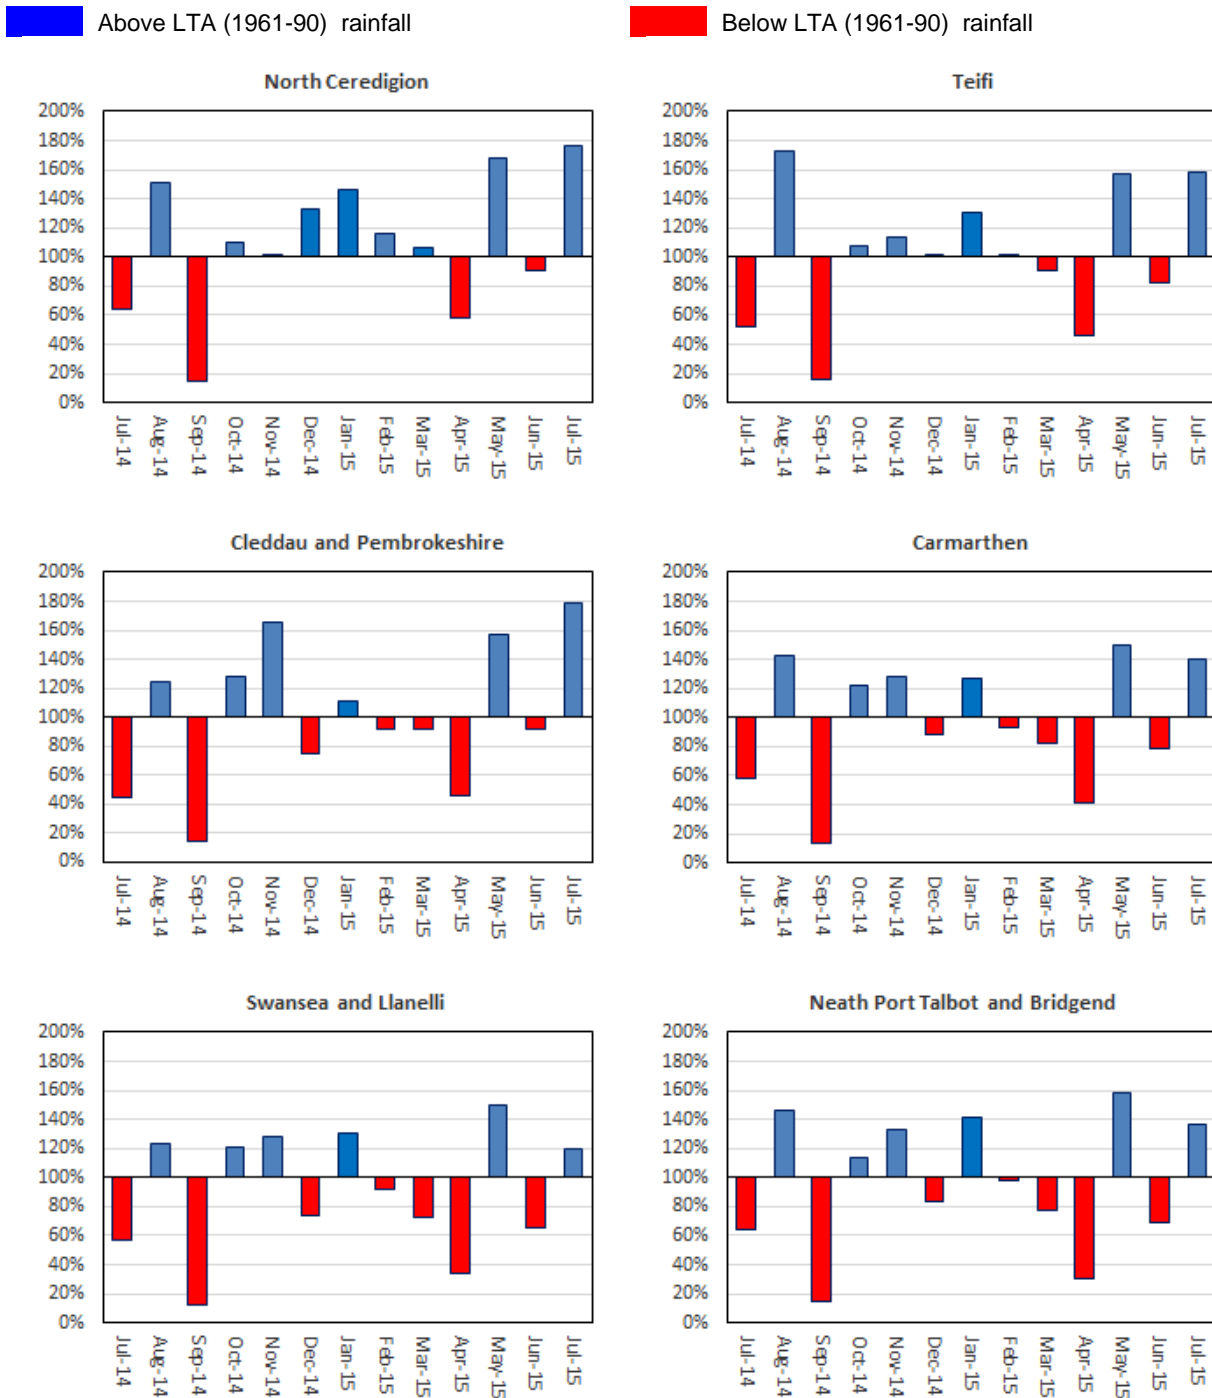 Above LTA (1961-90) rainfall
Below LTA (1961-90) rainfall
North Ceredigion
200%
180%
160%
140%
120%
100%
80%
60%
40%
20%
0%
Jul-14
Aug-14
Sep-14
Oct-14
Nov-14
Dec-14
Jan-15
Feb-15
Mar-15
Apr-15
May-15
Jun-15
Jul-15
Teifi
200%
180%
160%
140%
120%
100%
80%
60%
40%
20%
0%
Jul-14
Aug-14
Sep-14
Oct-14
Nov-14
Dec-14
Jan-15
Feb-15
Mar-15
Apr-15
May-15
Jun-15
Jul-15
Cleddau and Pembrokeshire
200%
180%
160%
140%
120%
100%
80%
60%
40%
20%
0%
Jul-14
Aug-14
Sep-14
Oct-14
Nov-14
Dec-14
Jan-15
Feb-15
Mar-15
Apr-15
May-15
Jun-15
Jul-15
Carmarthen
200%
180%
160%
140%
120%
100%
80%
60%
40%
20%
0%
Jul-14
Aug-14
Sep-14
Oct-14
Nov-14
Dec-14
Jan-15
Feb-15
Mar-15
Apr-15
May-15
Jun-15
Jul-15
Swansea and Llanelli
200%
180%
160%
140%
120%
100%
80%
60%
40%
20%
0%
Jul-14
Aug-14
Sep-14
Oct-14
Nov-14
Dec-14
Jan-15
Feb-15
Mar-15
Apr-15
May-15
Jun-15
Jul-15
Neath Port Talbot and Bridgend
200%
180%
160%
140%
120%
100%
80%
60%
40%
20%
0%
Jul-14
Aug-14
Sep-14
Oct-14
Nov-14
Dec-14
Jan-15
Feb-15
Mar-15
Apr-15
May-15
Jun-15
Jul-15